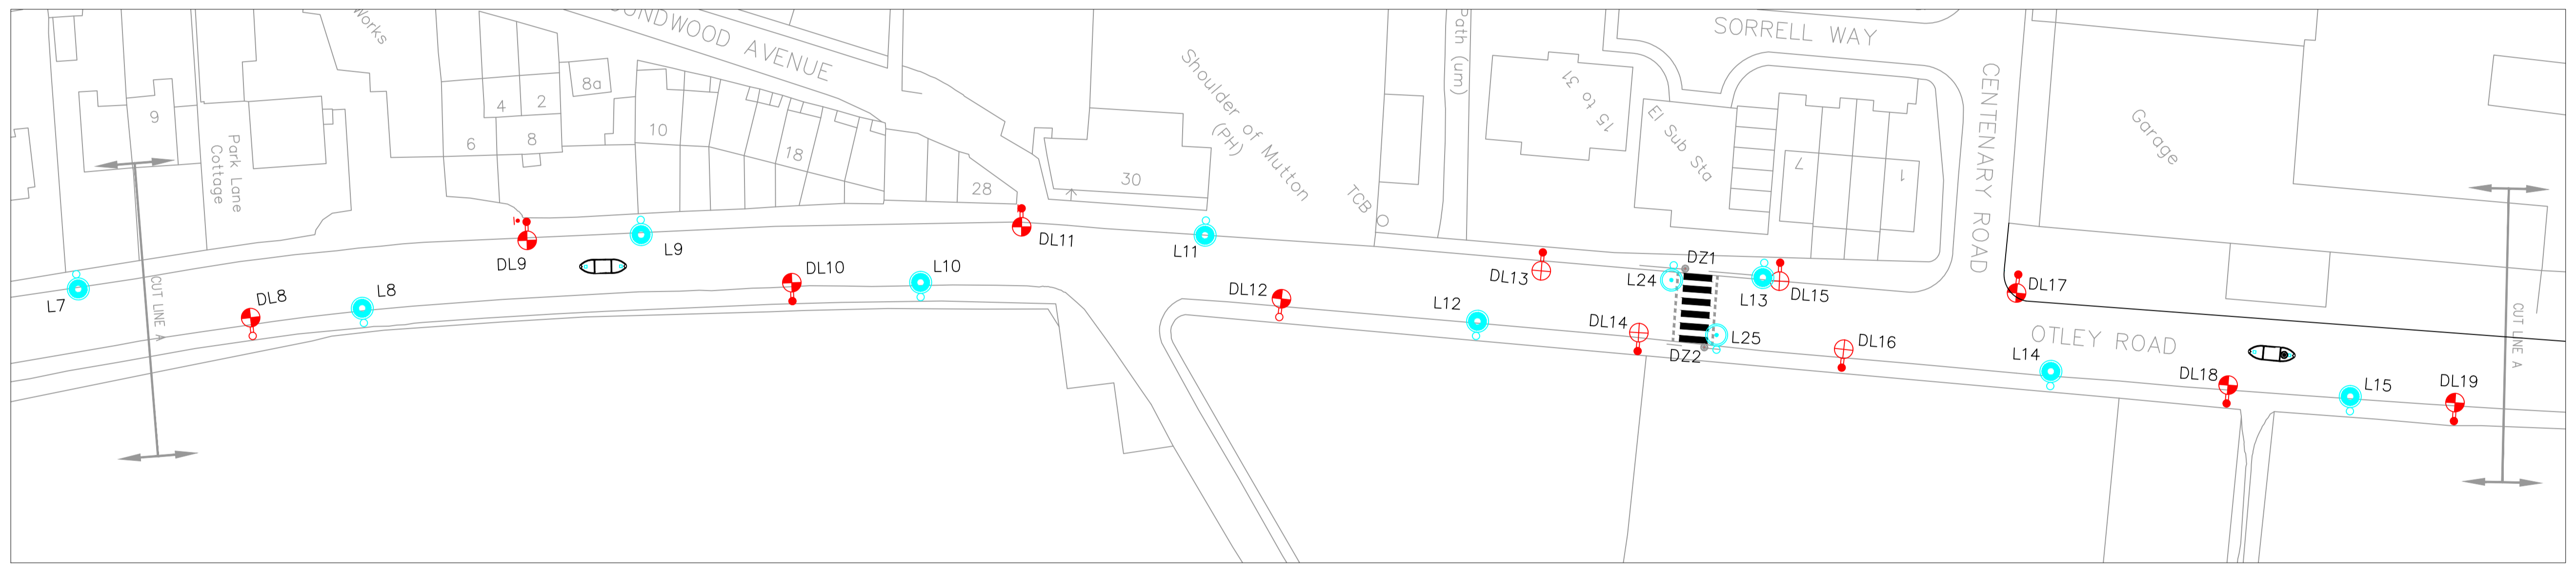 Works
OUNDWOOD AVENUE
SORRELL WAY
Path (um)
CENTENARY ROAD
Garage
Shoulder of Mutton
(PH)
15 to 31
El Sub Sta
8a
4
2
9
Park Lane
Cottage
6
8
10
18
28
30
7
1
TCB
DL9
L9
DL11
L11
DL13
L24
DZ1
L13
DL15
DL17
L7
CUT LINE A
DL8
L8
DL10
L10
DL12
L12
DL14
L25
DZ2
DL16
OTLEY ROAD
L14
DL18
L15
DL19
CUT LINE A